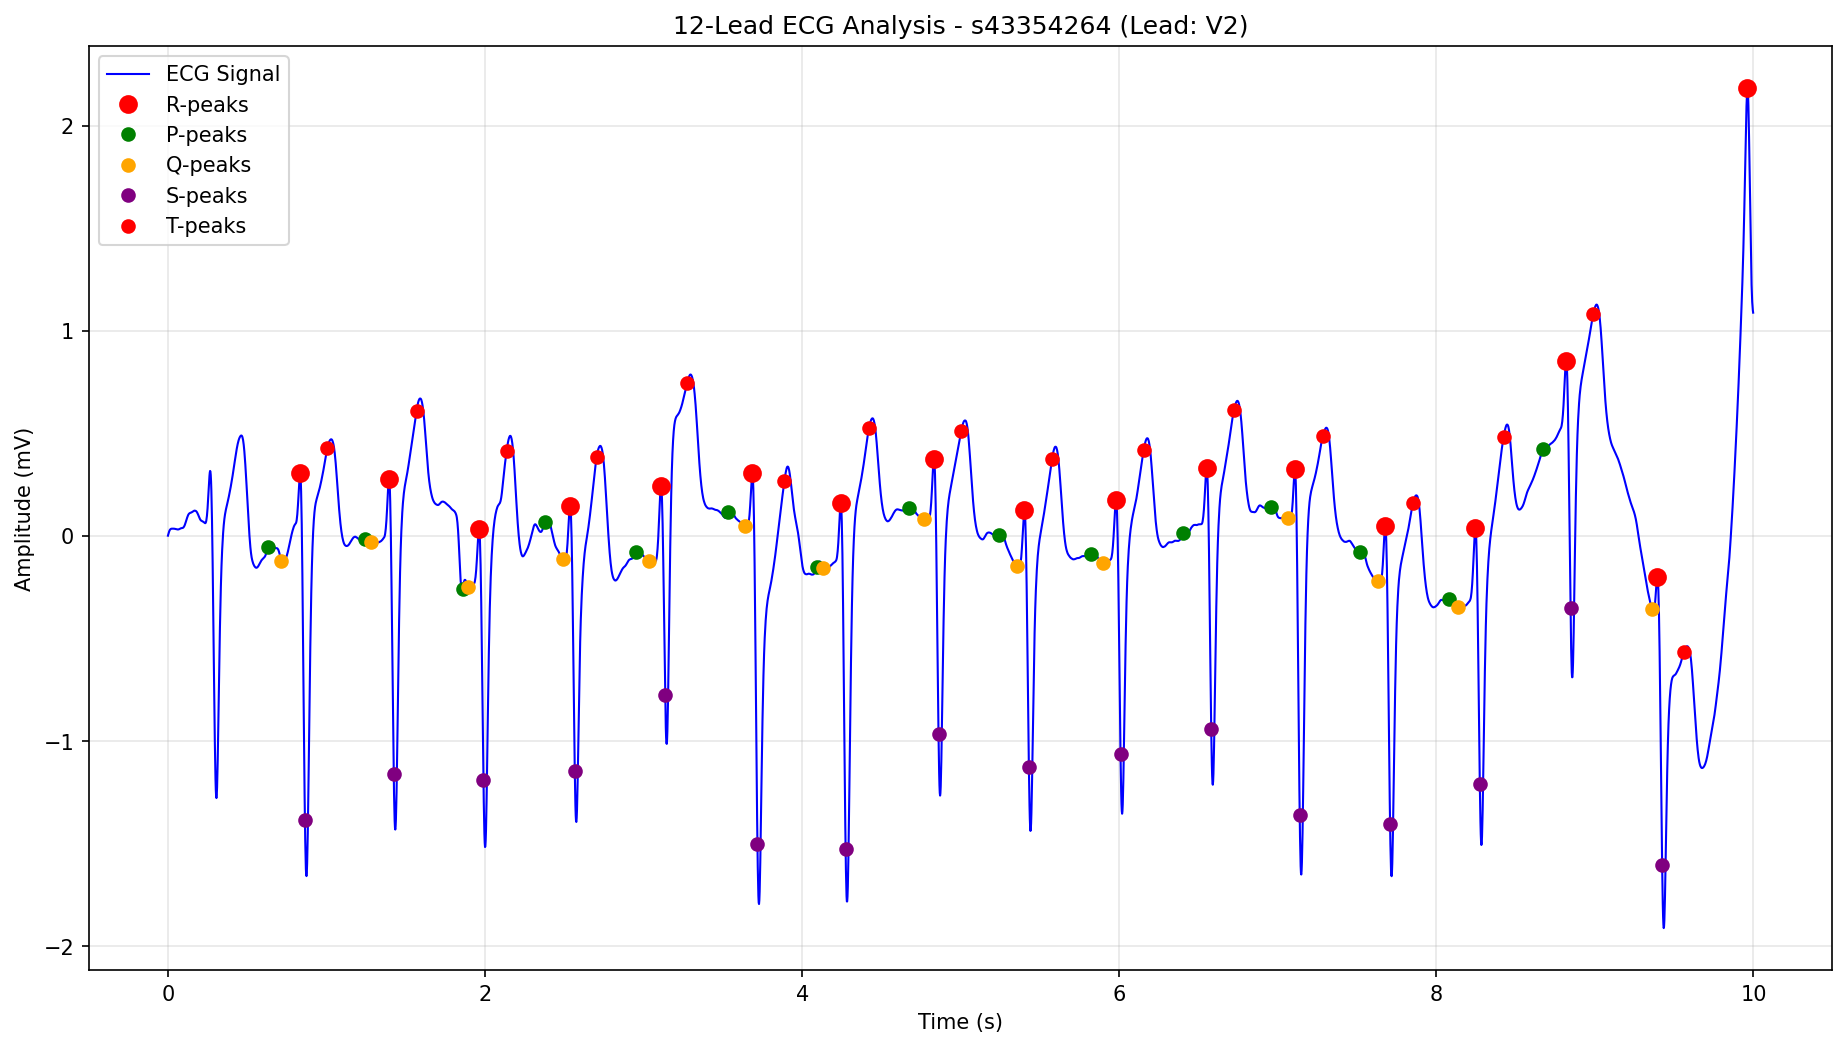 12-Lead ECG Analysis - s43354264 (Lead: V2)
ECG Signal
R-peaks
P-peaks
Q-peaks
S-peaks
T-peaks
Amplitude (mV)
2
1
0
−1
−2
0 2 4 6 8 10
Time (s)